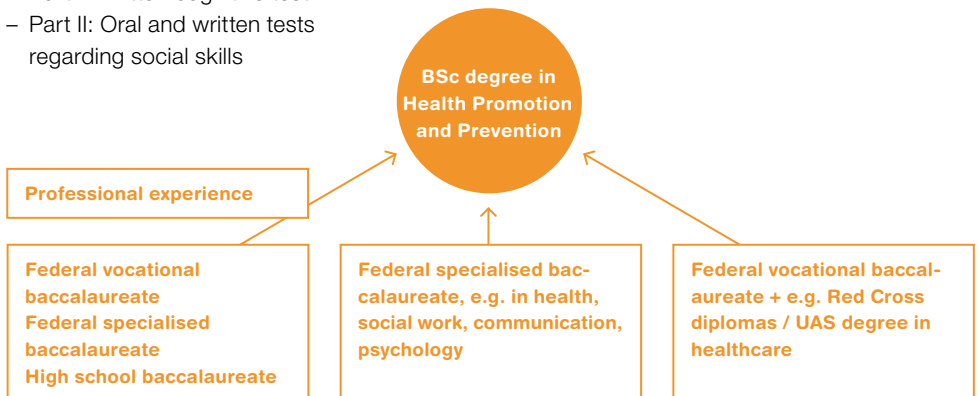 – Part II: Oral and written tests
regarding social skills
BSc degree in
Health Promotion
and Prevention
Professional experience
Federal vocational
baccalaureate
Federal specialised
baccalaureate
High school baccalaureate
Federal specialised bac-
calaureate, e.g. in health,
social work, communication,
psychology
Federal vocational baccal-
aureate + e.g. Red Cross
diplomas / UAS degree in
healthcare